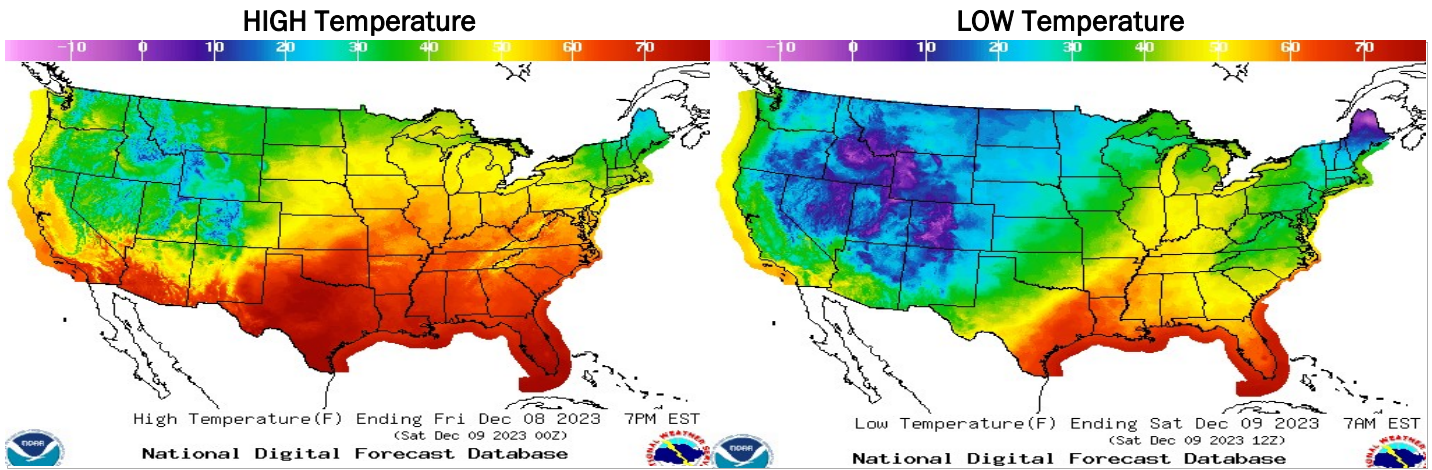 HIGH Temperature
-10 0 10 20 30 40 50 60 70
High Temperature(F) Ending Fri Dec 08 2023 7PM EST
(Sat Dec 09 2023 00Z)
National Digital Forecast Database
NOAA
LOW Temperature
-10 0 10 20 30 40 50 60 70
Low Temperature(F) Ending Sat Dec 09 2023 7AM EST
(Sat Dec 09 2023 12Z)
National Digital Forecast Database
NOAA